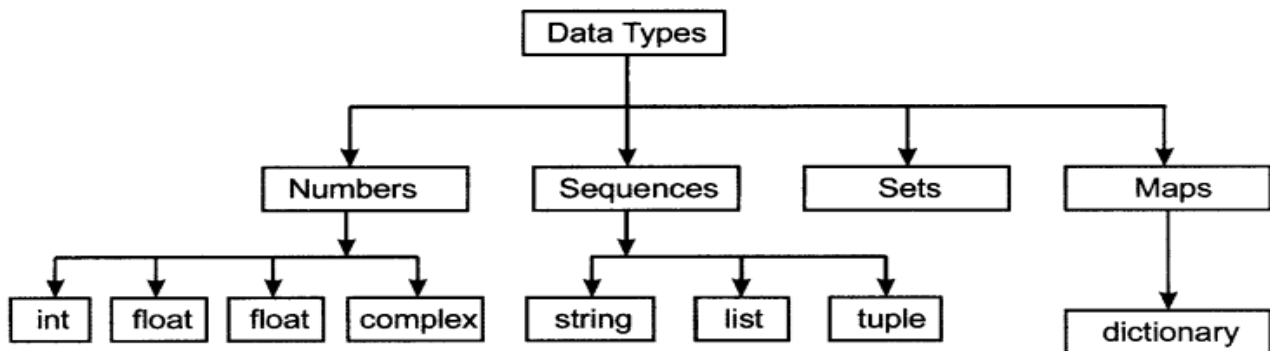 Data Types
Numbers Sequences Sets Maps
int float float complex string list tuple dictionary